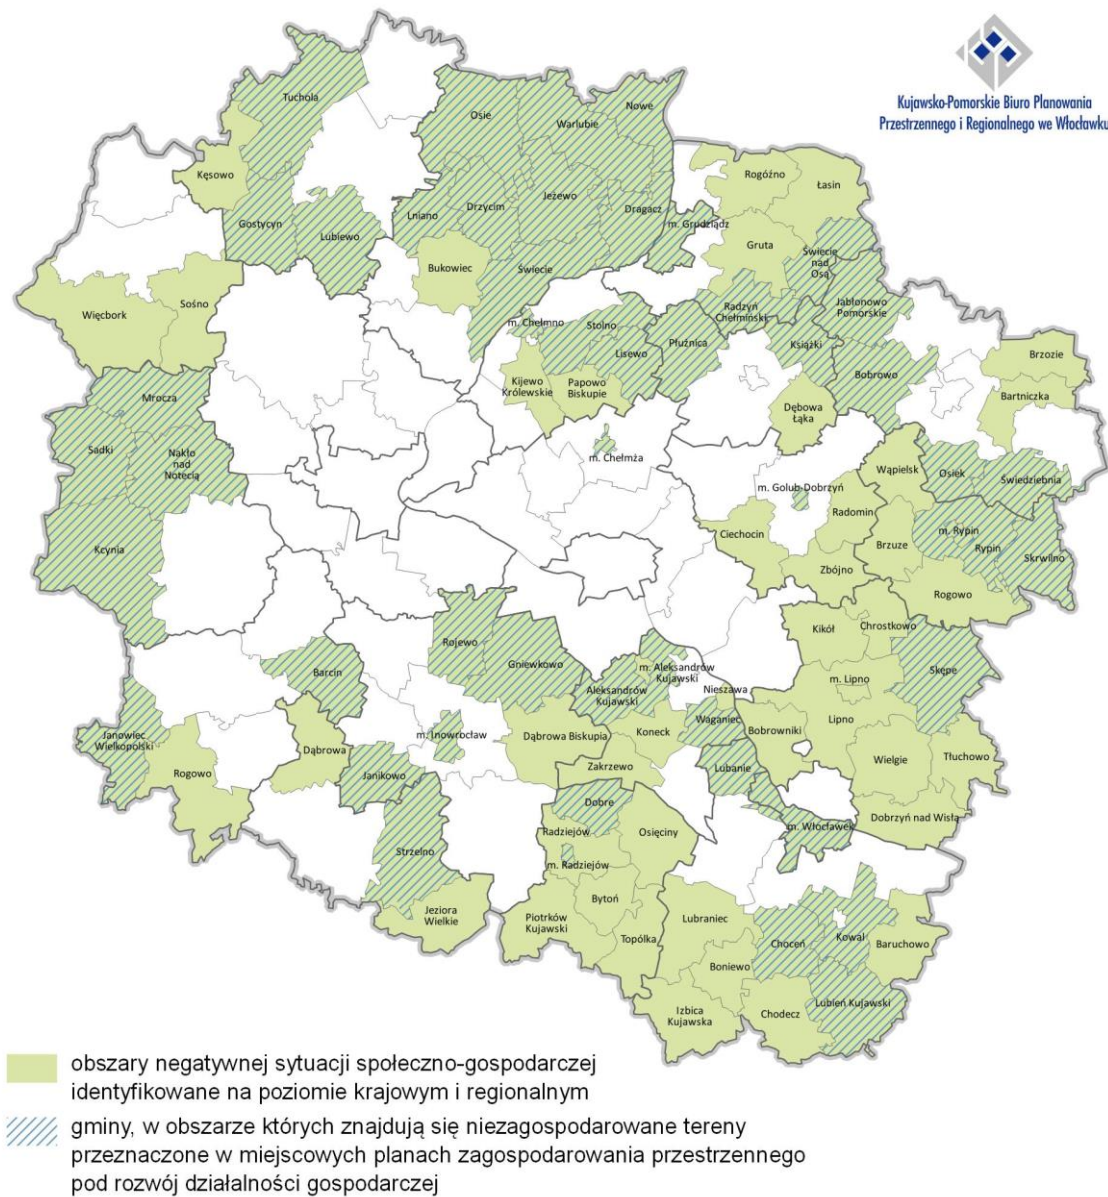 Kujawsko-Pomorskie Biuro Planowania
Przestrzennego i Regionalnego we Włocławku
Tuchola
Osie
Warlubie
Nowe
Kęsowo
Rogóźno
Łasin
Gostycyn
Lubiewo
Lniano
Drzycim
Jeżewo
Dragacz
m. Grudziądz
Bukowiec
Świecie
Gruta
Świecie
nad
Osą
Więcbork
Sośno
m. Chełmno
Stolno
Lisewo
Płużnica
Radzyń
Chełmiński
Książki
Jabłonowo
Pomorskie
Bobrowo
Brzozie
Bartniczka
Mrocza
Kijewo
Królewskie
Papowo
Biskupie
Dębowa
Łąka
Sadki
Nakło
nad
Notecią
m. Chełmża
Wąpielsk
Osiek
Świedziebnia
m. Golub-Dobrzyń
Radomin
Ciechocin
Brzuze
m. Rypin
Rypin
Skrwilno
Kcynia
Zbójno
Rogowo
Kikół
Chrostkowo
Skępe
Rojewo
Gniewkowo
m. Aleksandrów
Kujawski
Aleksandrów
Kujawski
Nieszawa
m. Lipno
Lipno
Barcin
Waganiec
Bobrowniki
Janowiec
Wielkopolski
Rogowo
Dąbrowa
m. Inowrocław
Dąbrowa Biskupia
Koneck
Zakrzewo
Lubanie
Wielgie
Tłuchowo
Janikowo
Dobre
Dobrzyń nad Wisłą
Strzelno
Radziejów
Osięciny
m. Włocławek
m. Radziejów
Jeziora
Wielkie
Piotrków
Kujawski
Bytoń
Topólka
Lubraniec
Choceń
Kowal
Baruchowo
Boniewo
Izbica
Kujawska
Chodecz
Lubień Kujawski
obszary negatywnej sytuacji społeczno-gospodarczej
identyfikowane na poziomie krajowym i regionalnym
gminy, w obszarze których znajdują się niezagospodarowane tereny
przeznaczone w miejscowych planach zagospodarowania przestrzennego
pod rozwój działalności gospodarczej